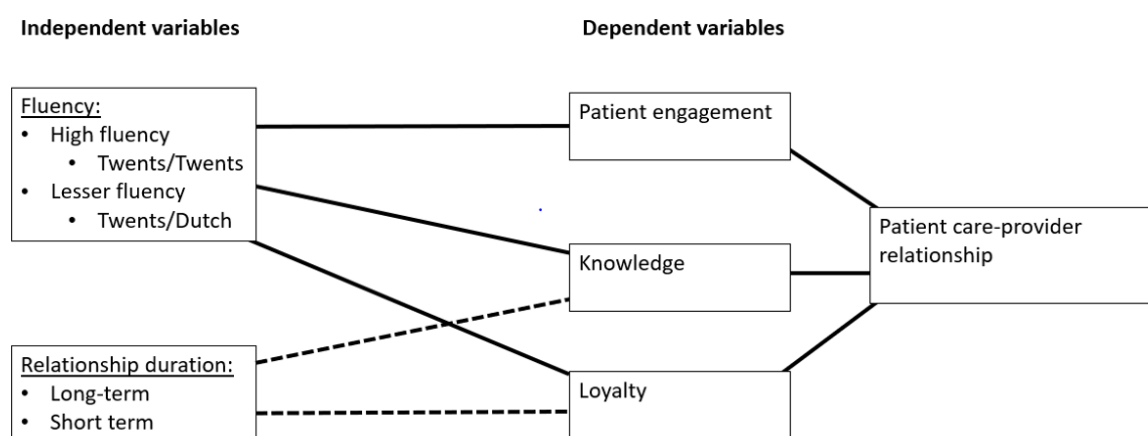 Independent variables
Dependent variables
Fluency:
• High fluency
• Twents/Twents
• Lesser fluency
• Twents/Dutch
Patient engagement
Patient care-provider
relationship
Knowledge
Relationship duration:
• Long-term
• Short term
Loyalty